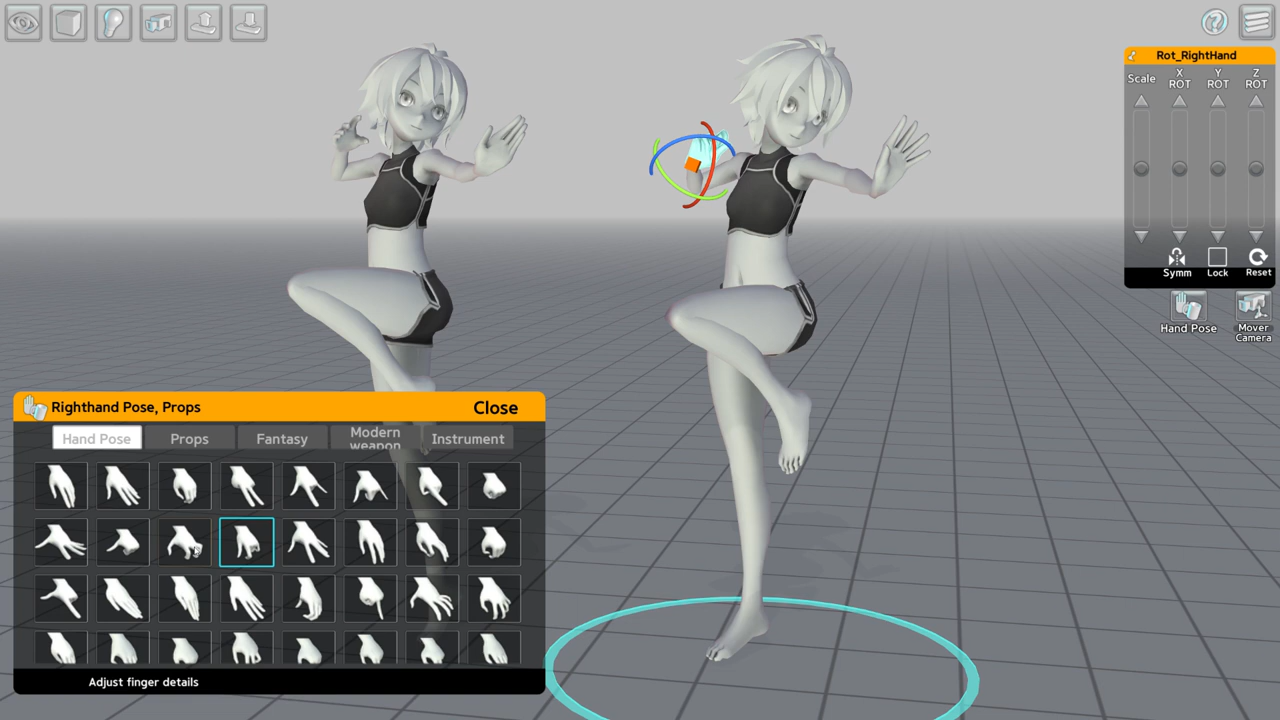 Rot_RightHand
Scale
X
ROT
Y
ROT
Z
ROT
Symm
Lock
Reset
Hand Pose
Mover
Camera
Righthand Pose, Props
Close
Hand Pose
Props
Fantasy
Modern
weapon
Instrument
Adjust finger details